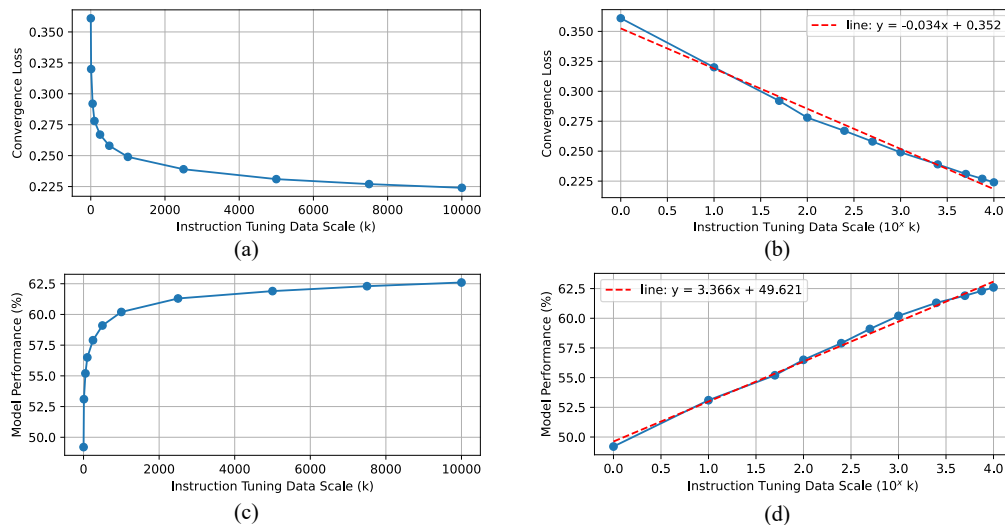 0.350
0.325
0.300
0.275
0.250
0.225
Convergence Loss
0 2000 4000 6000 8000 10000
Instruction Tuning Data Scale (k)
(a)
line: y = -0.034x + 0.352
0.350
0.325
0.300
0.275
0.250
0.225
Convergence Loss
0.0 0.5 1.0 1.5 2.0 2.5 3.0 3.5 4.0
Instruction Tuning Data Scale (10ˣ k)
(b)
62.5
60.0
57.5
55.0
52.5
50.0
Model Performance (%)
0 2000 4000 6000 8000 10000
Instruction Tuning Data Scale (k)
(c)
line: y = 3.366x + 49.621
62.5
60.0
57.5
55.0
52.5
50.0
Model Performance (%)
0.0 0.5 1.0 1.5 2.0 2.5 3.0 3.5 4.0
Instruction Tuning Data Scale (10ˣ k)
(d)